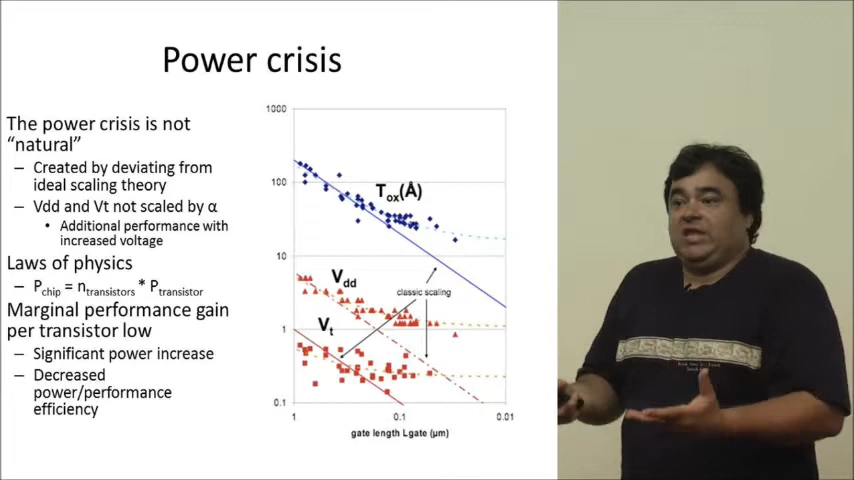 Power crisis
The power crisis is not
“natural”
– Created by deviating from
ideal scaling theory
– Vdd and Vt not scaled by α
• Additional performance with
increased voltage
Laws of physics
– Pchip = ntransistors * Ptransistor
Marginal performance gain
per transistor low
– Significant power increase
– Decreased
power/performance
efficiency
1000
100
10
1
0.1
Tox(Å)
Vdd
classic scaling
Vt
1
0.1
0.01
gate length Lgate (μm)